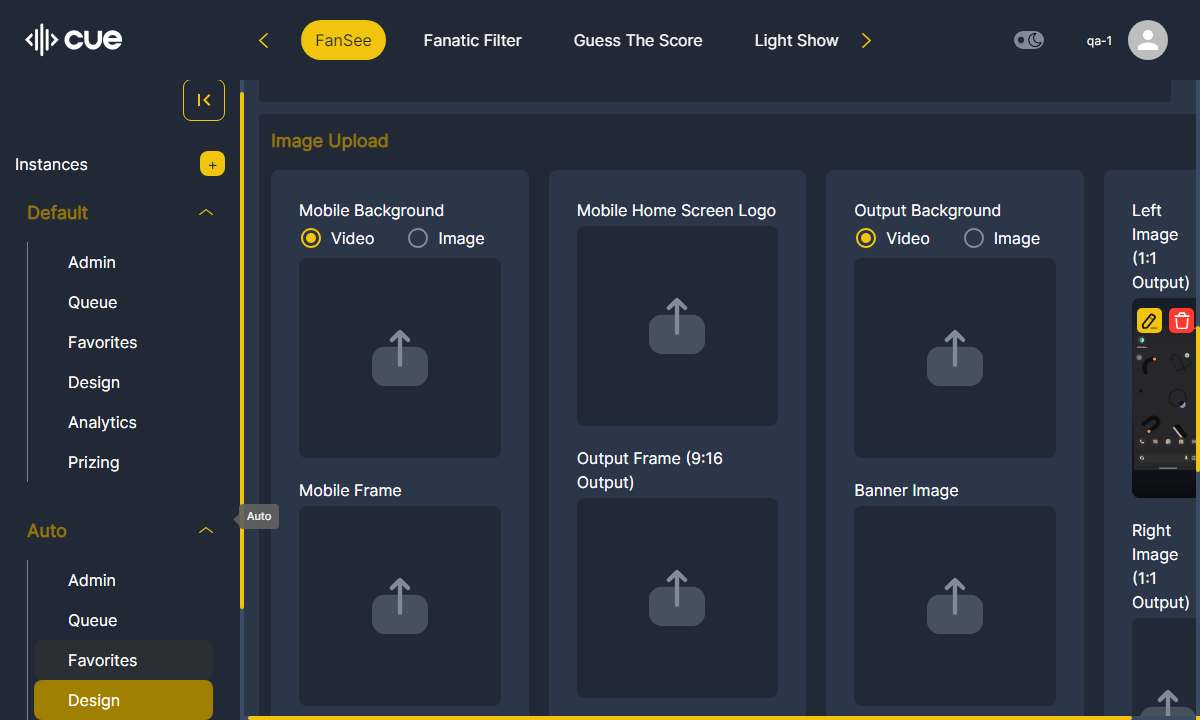 cue
FanSee
Fanatic Filter
Guess The Score
Light Show
qa-1
Instances
+
Default
Admin
Queue
Favorites
Design
Analytics
Prizing
Auto
Auto
Admin
Queue
Favorites
Design
Image Upload
Mobile Background
Video
Image
Mobile Frame
Mobile Home Screen Logo
Output Frame (9:16
Output)
Output Background
Video
Image
Banner Image
Left
Image
(1:1
Output)
Right
Image
(1:1
Output)